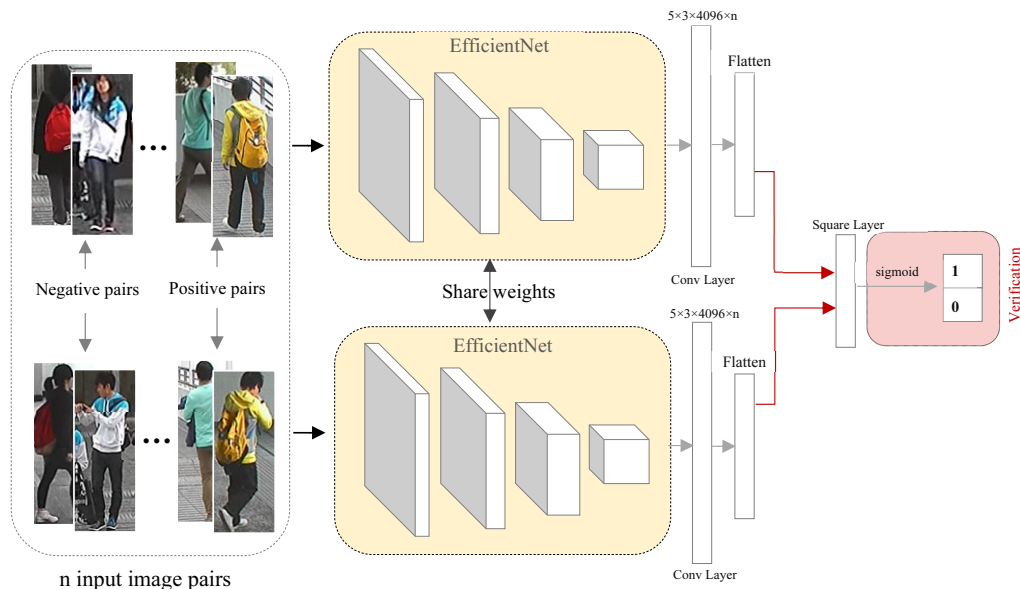 5×3×4096×n
EfficientNet
Flatten
Square Layer
sigmoid
1
0
Verification
Negative pairs
Positive pairs
Share weights
Conv Layer
5×3×4096×n
EfficientNet
Flatten
Conv Layer
n input image pairs